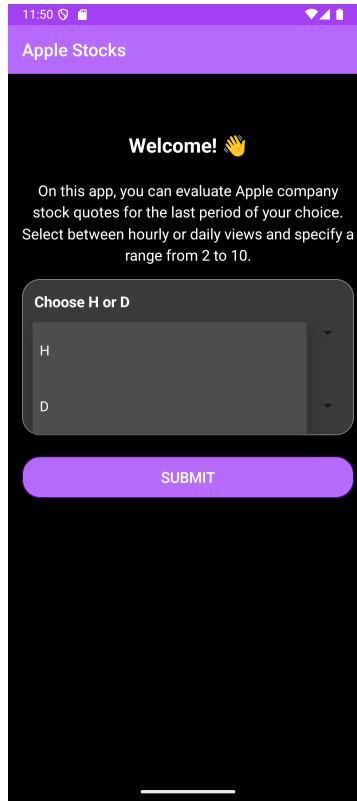 11:50
Apple Stocks
Welcome! 👋
On this app, you can evaluate Apple company
stock quotes for the last period of your choice.
Select between hourly or daily views and specify a
range from 2 to 10.
Choose H or D
H
D
SUBMIT